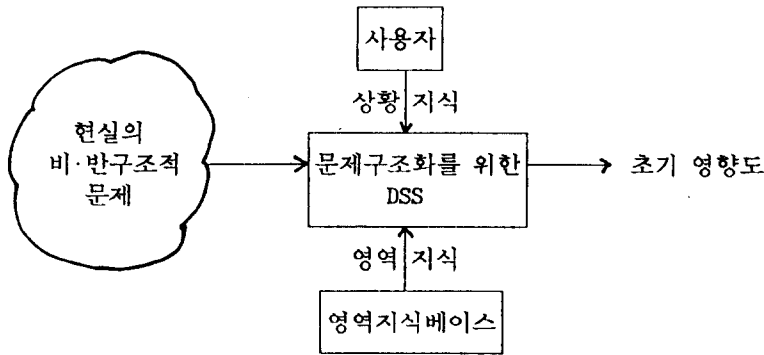 사용자
상황 지식
현실의
비·반구조적
문제
문제구조화를 위한
DSS
초기 영향도
영역 지식
영역지식베이스